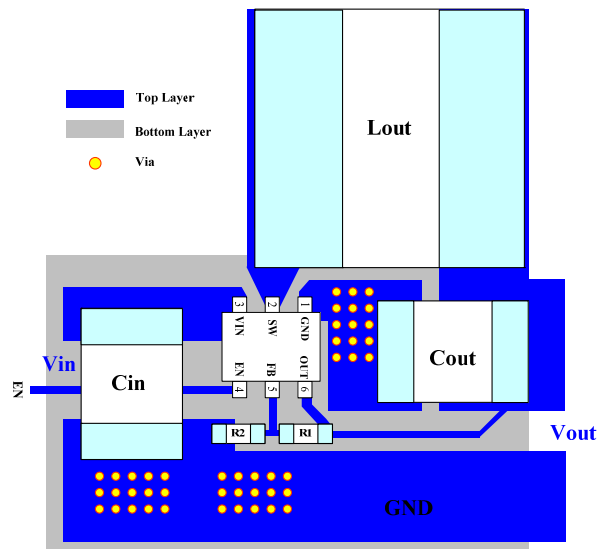 Top Layer
Bottom Layer
Via
Lout
3 2 1
VIN SW GND
EN FB OUT
4 5 6
Vin
Cin
Cout
EN
R2 R1
Vout
GND